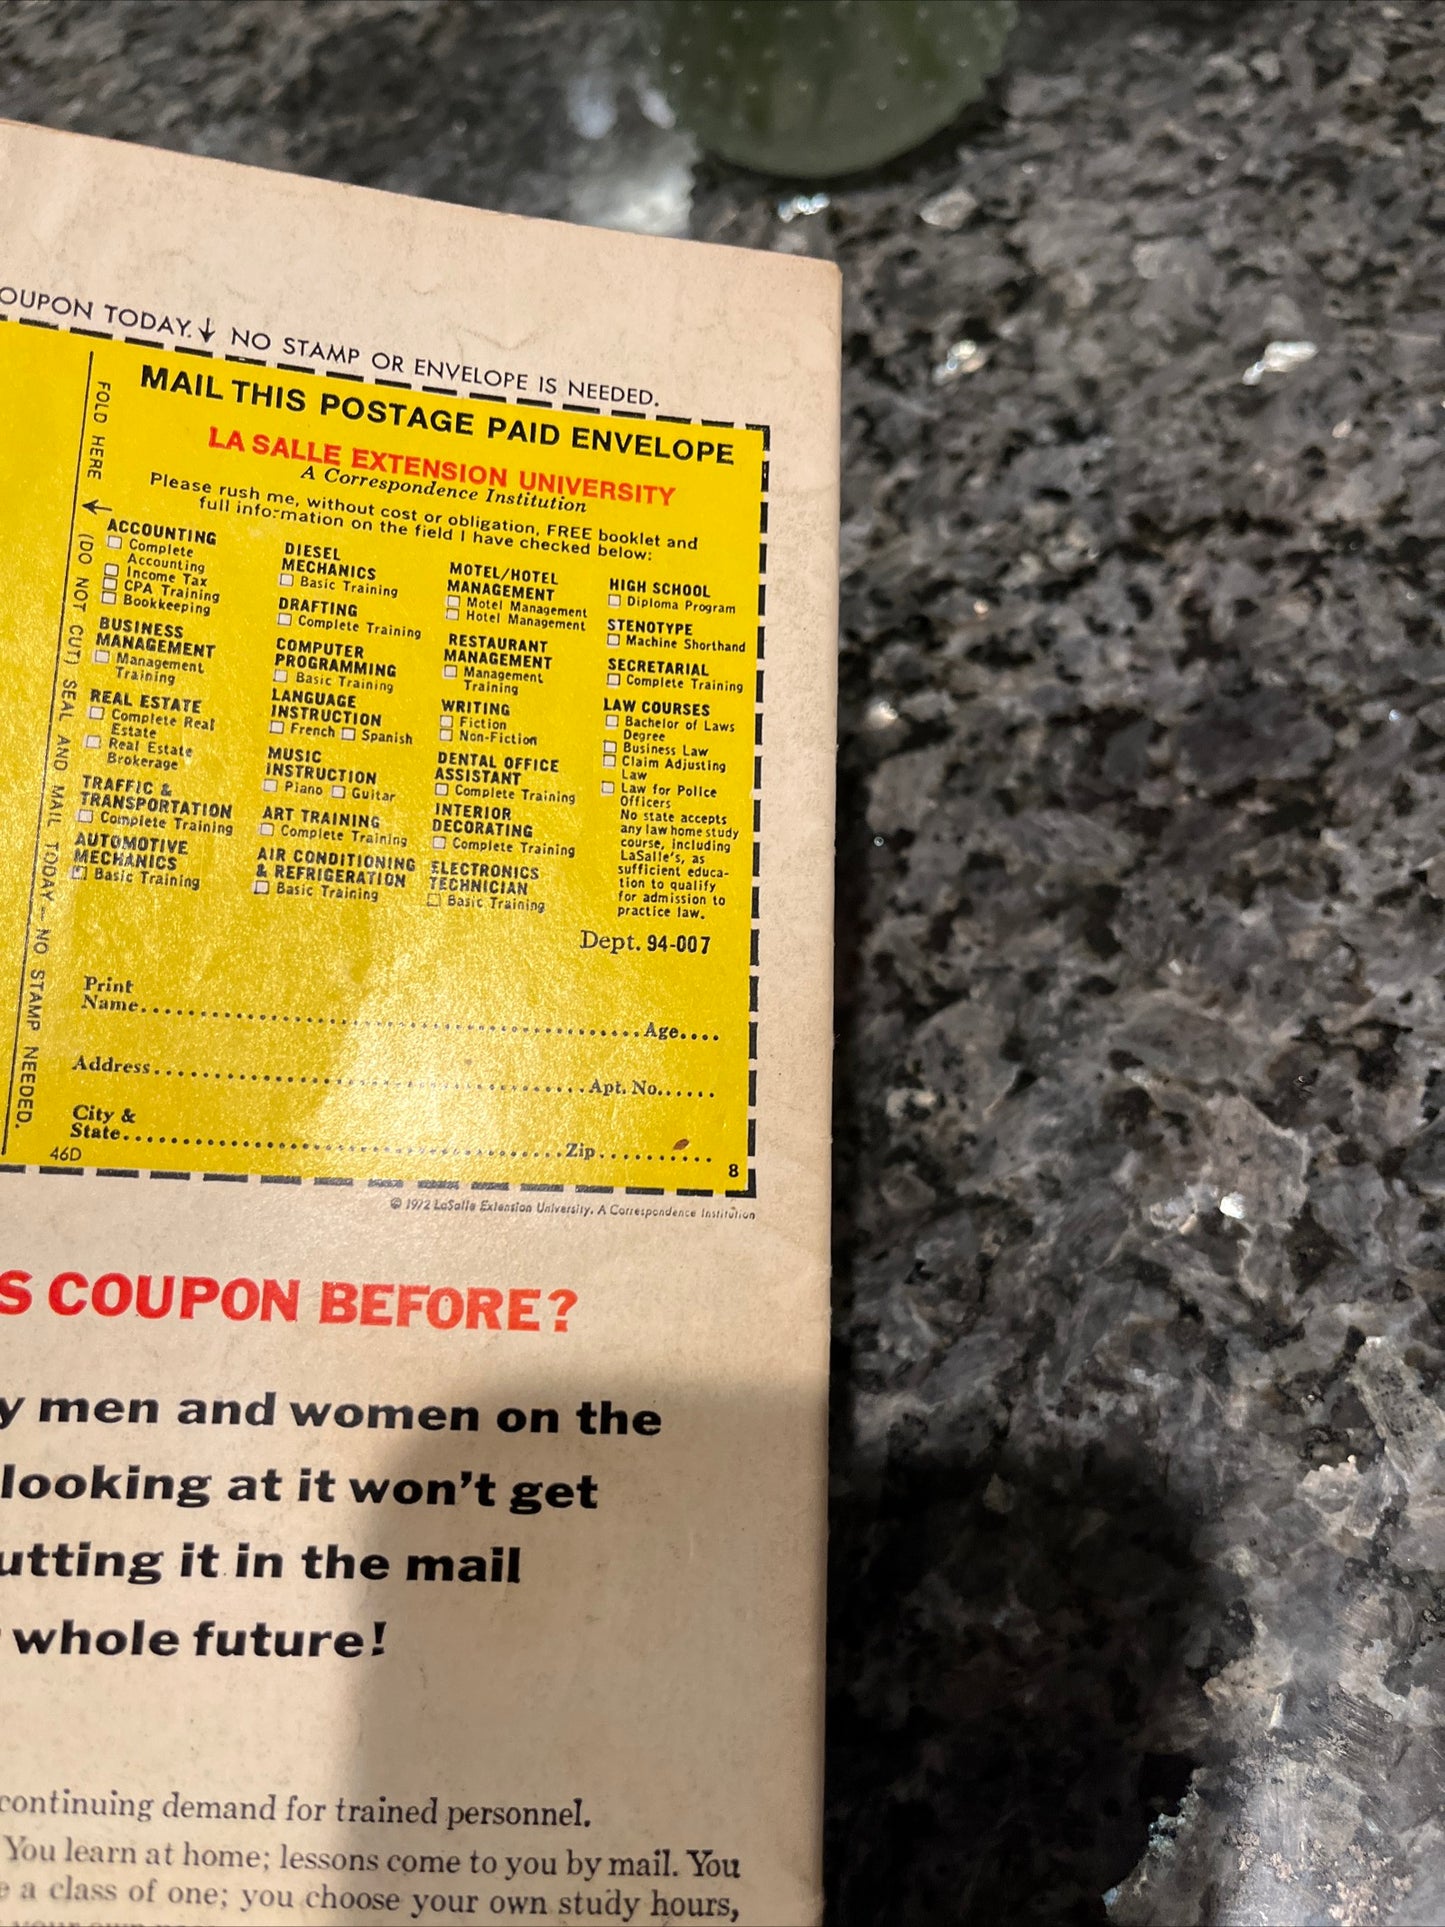 OUPON TODAY.↓ NO STAMP OR ENVELOPE IS NEEDED.
FOLD HERE ↓ (DO NOT CUT) SEAL AND MAIL TODAY — NO STAMP NEEDED.
MAIL THIS POSTAGE PAID ENVELOPE
LA SALLE EXTENSION UNIVERSITY
A Correspondence Institution
Please rush me, without cost or obligation, FREE booklet and
full information on the field I have checked below:
ACCOUNTING
Complete
Accounting
Income Tax
CPA Training
Bookkeeping
BUSINESS
MANAGEMENT
Management
Training
REAL ESTATE
Complete Real
Estate
Real Estate
Brokerage
TRAFFIC &
TRANSPORTATION
Complete Training
AUTOMOTIVE
MECHANICS
Basic Training
DIESEL
MECHANICS
Basic Training
DRAFTING
Complete Training
COMPUTER
PROGRAMMING
Basic Training
LANGUAGE
INSTRUCTION
French Spanish
MUSIC
INSTRUCTION
Piano Guitar
ART TRAINING
Complete Training
AIR CONDITIONING
& REFRIGERATION
Basic Training
MOTEL/HOTEL
MANAGEMENT
Motel Management
Hotel Management
RESTAURANT
MANAGEMENT
Management
Training
WRITING
Fiction
Non-Fiction
DENTAL OFFICE
ASSISTANT
Complete Training
INTERIOR
DECORATING
Complete Training
ELECTRONICS
TECHNICIAN
Basic Training
HIGH SCHOOL
Diploma Program
STENOTYPE
Machine Shorthand
SECRETARIAL
Complete Training
LAW COURSES
Bachelor of Laws
Degree
Business Law
Claim Adjusting
Law
Law for Police
Officers
No state accepts
any law home study
course, including
LaSalle's, as
sufficient educa-
tion to qualify
for admission to
practice law.
Dept. 94-007
Print
Name.......... Age....
Address.......... Apt. No......
City &
State.......... Zip..........
46D 8
© 1972 LaSalle Extension University. A Correspondence Institution
S COUPON BEFORE?
y men and women on the
looking at it won't get
utting it in the mail
whole future!
continuing demand for trained personnel.
You learn at home; lessons come to you by mail. You
e a class of one; you choose your own study hours,